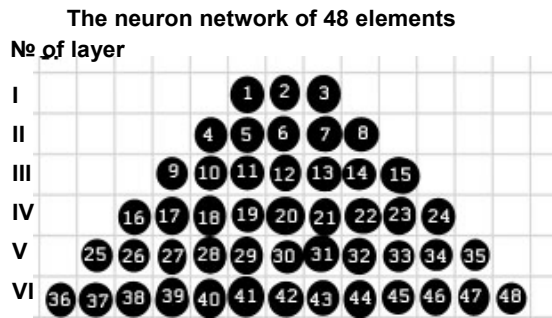 The neuron network of 48 elements
№ of layer
I 1 2 3
II 4 5 6 7 8
III 9 10 11 12 13 14 15
IV 16 17 18 19 20 21 22 23 24
V 25 26 27 28 29 30 31 32 33 34 35
VI 36 37 38 39 40 41 42 43 44 45 46 47 48